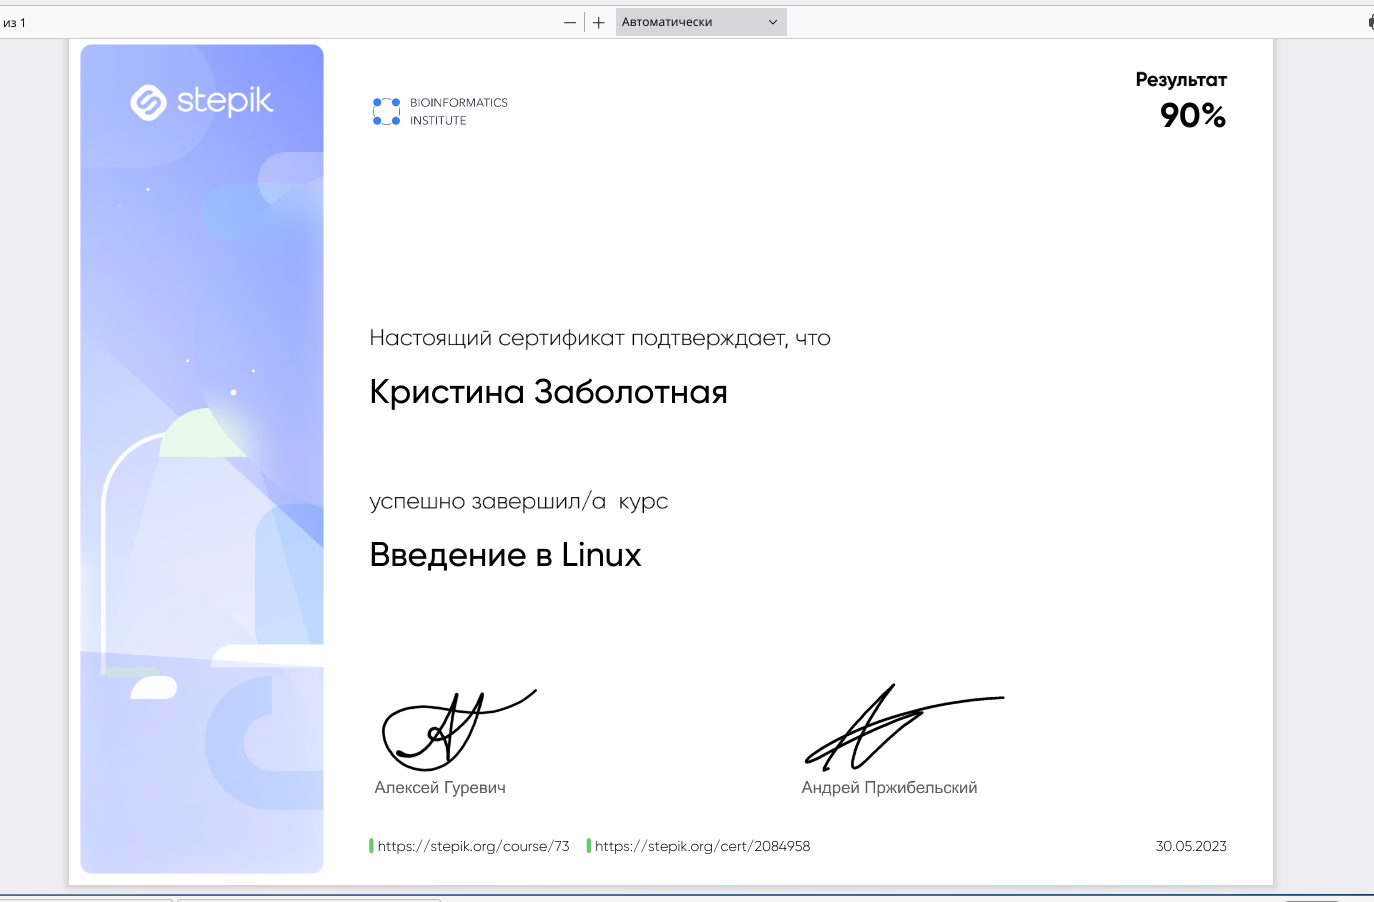 из 1
Автоматически
stepik
BIOINFORMATICS
INSTITUTE
Результат
90%
Настоящий сертификат подтверждает, что
Кристина Заболотная
успешно завершил/а курс
Введение в Linux
Алексей Гуревич
Андрей Пржибельский
https://stepik.org/course/73
https://stepik.org/cert/2084958
30.05.2023